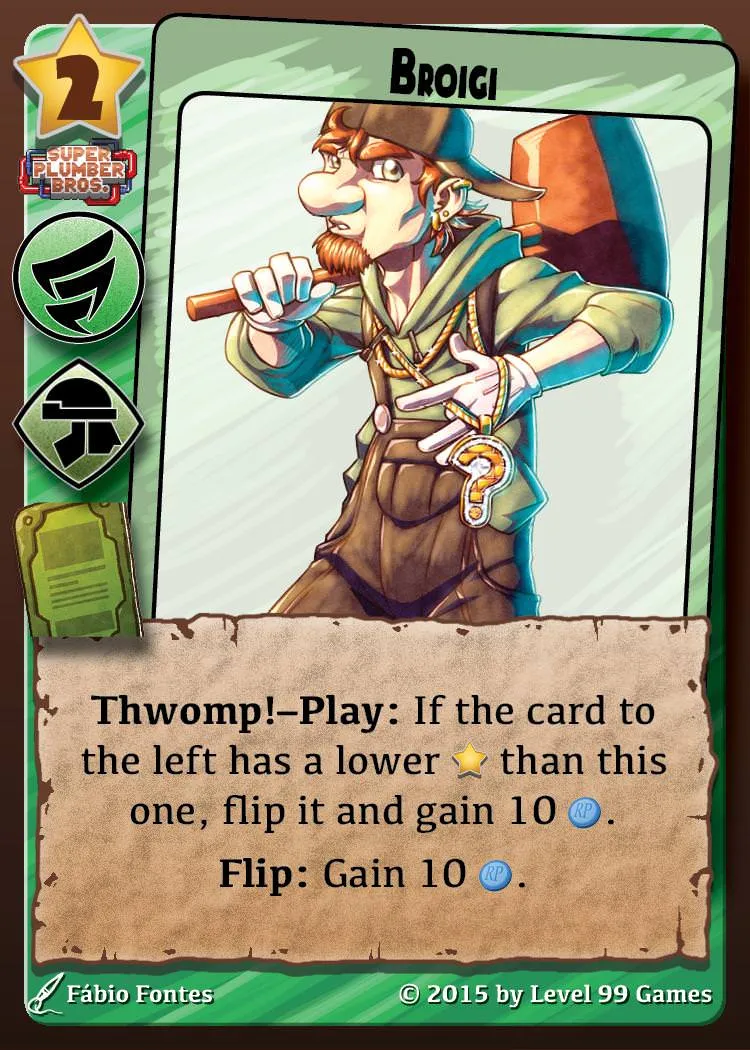 2
BROIGI
SUPER
PLUMBER
BROS.
?
Thwomp!–Play: If the card to
the left has a lower than this
one, flip it and gain 10 RP.
Flip: Gain 10 RP.
Fábio Fontes
© 2015 by Level 99 Games